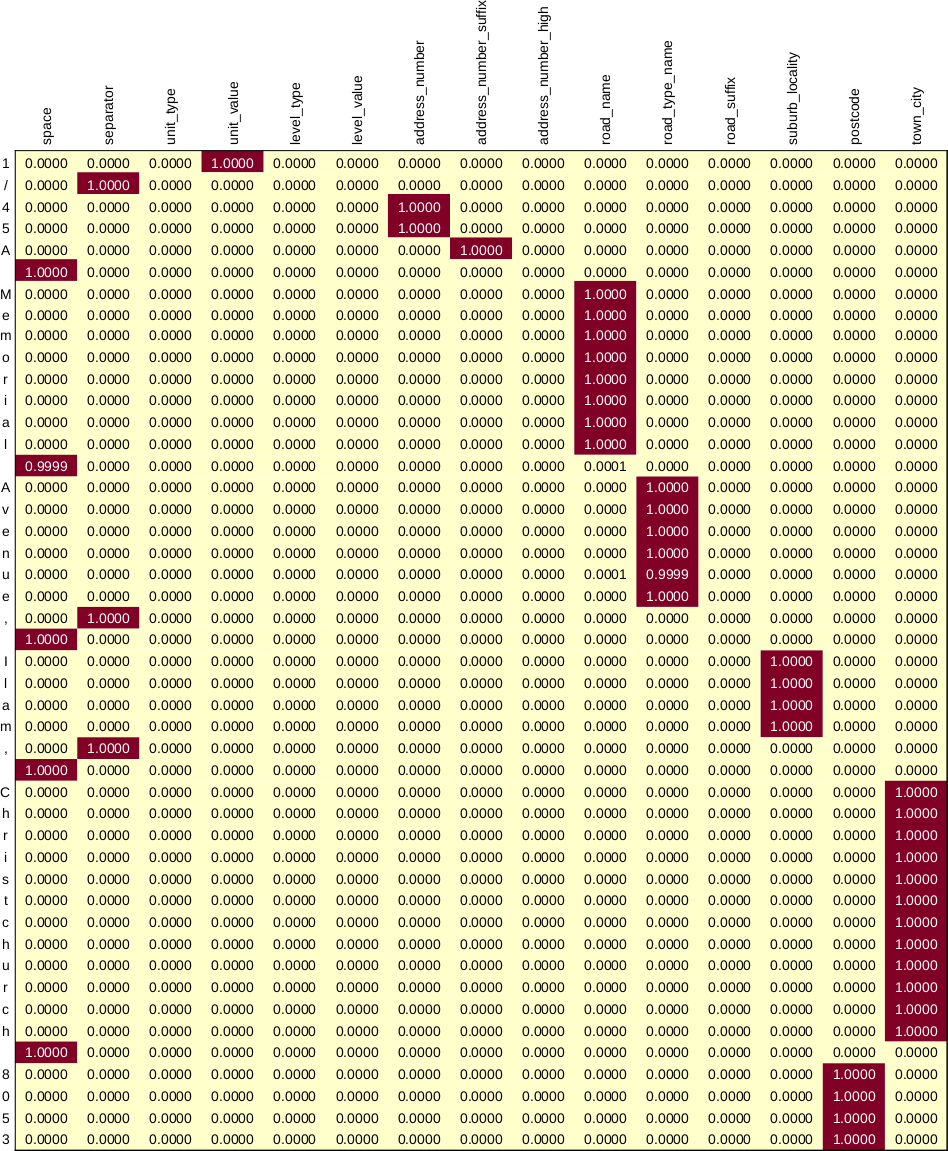 space separator unit_type unit_value level_type level_value address_number address_number_suffix address_number_high road_name road_type_name road_suffix suburb_locality postcode town_city
1 0.0000 0.0000 0.0000 1.0000 0.0000 0.0000 0.0000 0.0000 0.0000 0.0000 0.0000 0.0000 0.0000 0.0000 0.0000
/ 0.0000 1.0000 0.0000 0.0000 0.0000 0.0000 0.0000 0.0000 0.0000 0.0000 0.0000 0.0000 0.0000 0.0000 0.0000
4 0.0000 0.0000 0.0000 0.0000 0.0000 0.0000 1.0000 0.0000 0.0000 0.0000 0.0000 0.0000 0.0000 0.0000 0.0000
5 0.0000 0.0000 0.0000 0.0000 0.0000 0.0000 1.0000 0.0000 0.0000 0.0000 0.0000 0.0000 0.0000 0.0000 0.0000
A 0.0000 0.0000 0.0000 0.0000 0.0000 0.0000 0.0000 1.0000 0.0000 0.0000 0.0000 0.0000 0.0000 0.0000 0.0000
1.0000 0.0000 0.0000 0.0000 0.0000 0.0000 0.0000 0.0000 0.0000 0.0000 0.0000 0.0000 0.0000 0.0000 0.0000
M 0.0000 0.0000 0.0000 0.0000 0.0000 0.0000 0.0000 0.0000 0.0000 1.0000 0.0000 0.0000 0.0000 0.0000 0.0000
e 0.0000 0.0000 0.0000 0.0000 0.0000 0.0000 0.0000 0.0000 0.0000 1.0000 0.0000 0.0000 0.0000 0.0000 0.0000
m 0.0000 0.0000 0.0000 0.0000 0.0000 0.0000 0.0000 0.0000 0.0000 1.0000 0.0000 0.0000 0.0000 0.0000 0.0000
o 0.0000 0.0000 0.0000 0.0000 0.0000 0.0000 0.0000 0.0000 0.0000 1.0000 0.0000 0.0000 0.0000 0.0000 0.0000
r 0.0000 0.0000 0.0000 0.0000 0.0000 0.0000 0.0000 0.0000 0.0000 1.0000 0.0000 0.0000 0.0000 0.0000 0.0000
i 0.0000 0.0000 0.0000 0.0000 0.0000 0.0000 0.0000 0.0000 0.0000 1.0000 0.0000 0.0000 0.0000 0.0000 0.0000
a 0.0000 0.0000 0.0000 0.0000 0.0000 0.0000 0.0000 0.0000 0.0000 1.0000 0.0000 0.0000 0.0000 0.0000 0.0000
l 0.0000 0.0000 0.0000 0.0000 0.0000 0.0000 0.0000 0.0000 0.0000 1.0000 0.0000 0.0000 0.0000 0.0000 0.0000
0.9999 0.0000 0.0000 0.0000 0.0000 0.0000 0.0000 0.0000 0.0000 0.0001 0.0000 0.0000 0.0000 0.0000 0.0000
A 0.0000 0.0000 0.0000 0.0000 0.0000 0.0000 0.0000 0.0000 0.0000 0.0000 1.0000 0.0000 0.0000 0.0000 0.0000
v 0.0000 0.0000 0.0000 0.0000 0.0000 0.0000 0.0000 0.0000 0.0000 0.0000 1.0000 0.0000 0.0000 0.0000 0.0000
e 0.0000 0.0000 0.0000 0.0000 0.0000 0.0000 0.0000 0.0000 0.0000 0.0000 1.0000 0.0000 0.0000 0.0000 0.0000
n 0.0000 0.0000 0.0000 0.0000 0.0000 0.0000 0.0000 0.0000 0.0000 0.0000 1.0000 0.0000 0.0000 0.0000 0.0000
u 0.0000 0.0000 0.0000 0.0000 0.0000 0.0000 0.0000 0.0000 0.0000 0.0001 0.9999 0.0000 0.0000 0.0000 0.0000
e 0.0000 0.0000 0.0000 0.0000 0.0000 0.0000 0.0000 0.0000 0.0000 0.0000 1.0000 0.0000 0.0000 0.0000 0.0000
, 0.0000 1.0000 0.0000 0.0000 0.0000 0.0000 0.0000 0.0000 0.0000 0.0000 0.0000 0.0000 0.0000 0.0000 0.0000
1.0000 0.0000 0.0000 0.0000 0.0000 0.0000 0.0000 0.0000 0.0000 0.0000 0.0000 0.0000 0.0000 0.0000 0.0000
I 0.0000 0.0000 0.0000 0.0000 0.0000 0.0000 0.0000 0.0000 0.0000 0.0000 0.0000 0.0000 1.0000 0.0000 0.0000
l 0.0000 0.0000 0.0000 0.0000 0.0000 0.0000 0.0000 0.0000 0.0000 0.0000 0.0000 0.0000 1.0000 0.0000 0.0000
a 0.0000 0.0000 0.0000 0.0000 0.0000 0.0000 0.0000 0.0000 0.0000 0.0000 0.0000 0.0000 1.0000 0.0000 0.0000
m 0.0000 0.0000 0.0000 0.0000 0.0000 0.0000 0.0000 0.0000 0.0000 0.0000 0.0000 0.0000 1.0000 0.0000 0.0000
, 0.0000 1.0000 0.0000 0.0000 0.0000 0.0000 0.0000 0.0000 0.0000 0.0000 0.0000 0.0000 0.0000 0.0000 0.0000
1.0000 0.0000 0.0000 0.0000 0.0000 0.0000 0.0000 0.0000 0.0000 0.0000 0.0000 0.0000 0.0000 0.0000 0.0000
C 0.0000 0.0000 0.0000 0.0000 0.0000 0.0000 0.0000 0.0000 0.0000 0.0000 0.0000 0.0000 0.0000 0.0000 1.0000
h 0.0000 0.0000 0.0000 0.0000 0.0000 0.0000 0.0000 0.0000 0.0000 0.0000 0.0000 0.0000 0.0000 0.0000 1.0000
r 0.0000 0.0000 0.0000 0.0000 0.0000 0.0000 0.0000 0.0000 0.0000 0.0000 0.0000 0.0000 0.0000 0.0000 1.0000
i 0.0000 0.0000 0.0000 0.0000 0.0000 0.0000 0.0000 0.0000 0.0000 0.0000 0.0000 0.0000 0.0000 0.0000 1.0000
s 0.0000 0.0000 0.0000 0.0000 0.0000 0.0000 0.0000 0.0000 0.0000 0.0000 0.0000 0.0000 0.0000 0.0000 1.0000
t 0.0000 0.0000 0.0000 0.0000 0.0000 0.0000 0.0000 0.0000 0.0000 0.0000 0.0000 0.0000 0.0000 0.0000 1.0000
c 0.0000 0.0000 0.0000 0.0000 0.0000 0.0000 0.0000 0.0000 0.0000 0.0000 0.0000 0.0000 0.0000 0.0000 1.0000
h 0.0000 0.0000 0.0000 0.0000 0.0000 0.0000 0.0000 0.0000 0.0000 0.0000 0.0000 0.0000 0.0000 0.0000 1.0000
u 0.0000 0.0000 0.0000 0.0000 0.0000 0.0000 0.0000 0.0000 0.0000 0.0000 0.0000 0.0000 0.0000 0.0000 1.0000
r 0.0000 0.0000 0.0000 0.0000 0.0000 0.0000 0.0000 0.0000 0.0000 0.0000 0.0000 0.0000 0.0000 0.0000 1.0000
c 0.0000 0.0000 0.0000 0.0000 0.0000 0.0000 0.0000 0.0000 0.0000 0.0000 0.0000 0.0000 0.0000 0.0000 1.0000
h 0.0000 0.0000 0.0000 0.0000 0.0000 0.0000 0.0000 0.0000 0.0000 0.0000 0.0000 0.0000 0.0000 0.0000 1.0000
1.0000 0.0000 0.0000 0.0000 0.0000 0.0000 0.0000 0.0000 0.0000 0.0000 0.0000 0.0000 0.0000 0.0000 0.0000
8 0.0000 0.0000 0.0000 0.0000 0.0000 0.0000 0.0000 0.0000 0.0000 0.0000 0.0000 0.0000 0.0000 1.0000 0.0000
0 0.0000 0.0000 0.0000 0.0000 0.0000 0.0000 0.0000 0.0000 0.0000 0.0000 0.0000 0.0000 0.0000 1.0000 0.0000
5 0.0000 0.0000 0.0000 0.0000 0.0000 0.0000 0.0000 0.0000 0.0000 0.0000 0.0000 0.0000 0.0000 1.0000 0.0000
3 0.0000 0.0000 0.0000 0.0000 0.0000 0.0000 0.0000 0.0000 0.0000 0.0000 0.0000 0.0000 0.0000 1.0000 0.0000